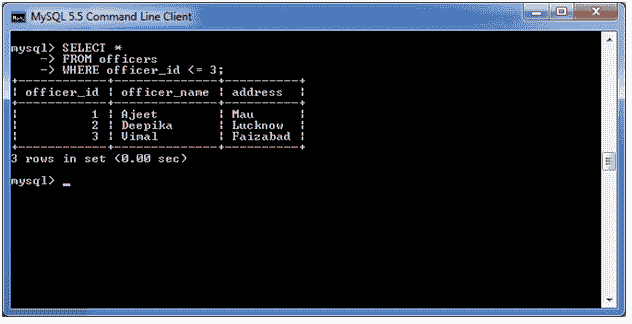 MySQL 5.5 Command Line Client
mysql> SELECT *
    -> FROM officers
    -> WHERE officer_id <= 3;
+------------+--------------+----------+
| officer_id | officer_name | address  |
+------------+--------------+----------+
|          1 | Ajeet        | Mau      |
|          2 | Deepika      | Lucknow  |
|          3 | Vimal        | Faizabad |
+------------+--------------+----------+
3 rows in set (0.00 sec)
mysql> _